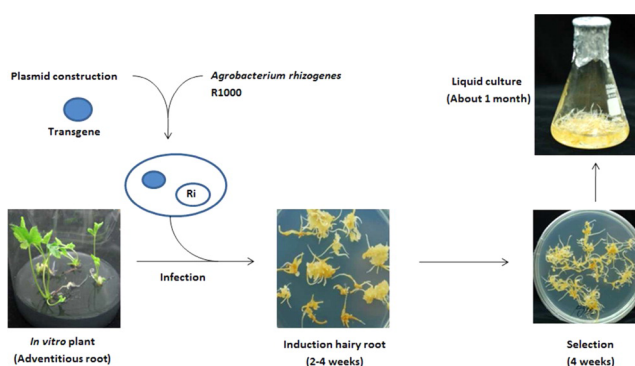 Plasmid construction
Transgene
Agrobacterium rhizogenes
R1000
Ri
Liquid culture
(About 1 month)
Infection
In vitro plant
(Adventitious root)
Induction hairy root
(2-4 weeks)
Selection
(4 weeks)